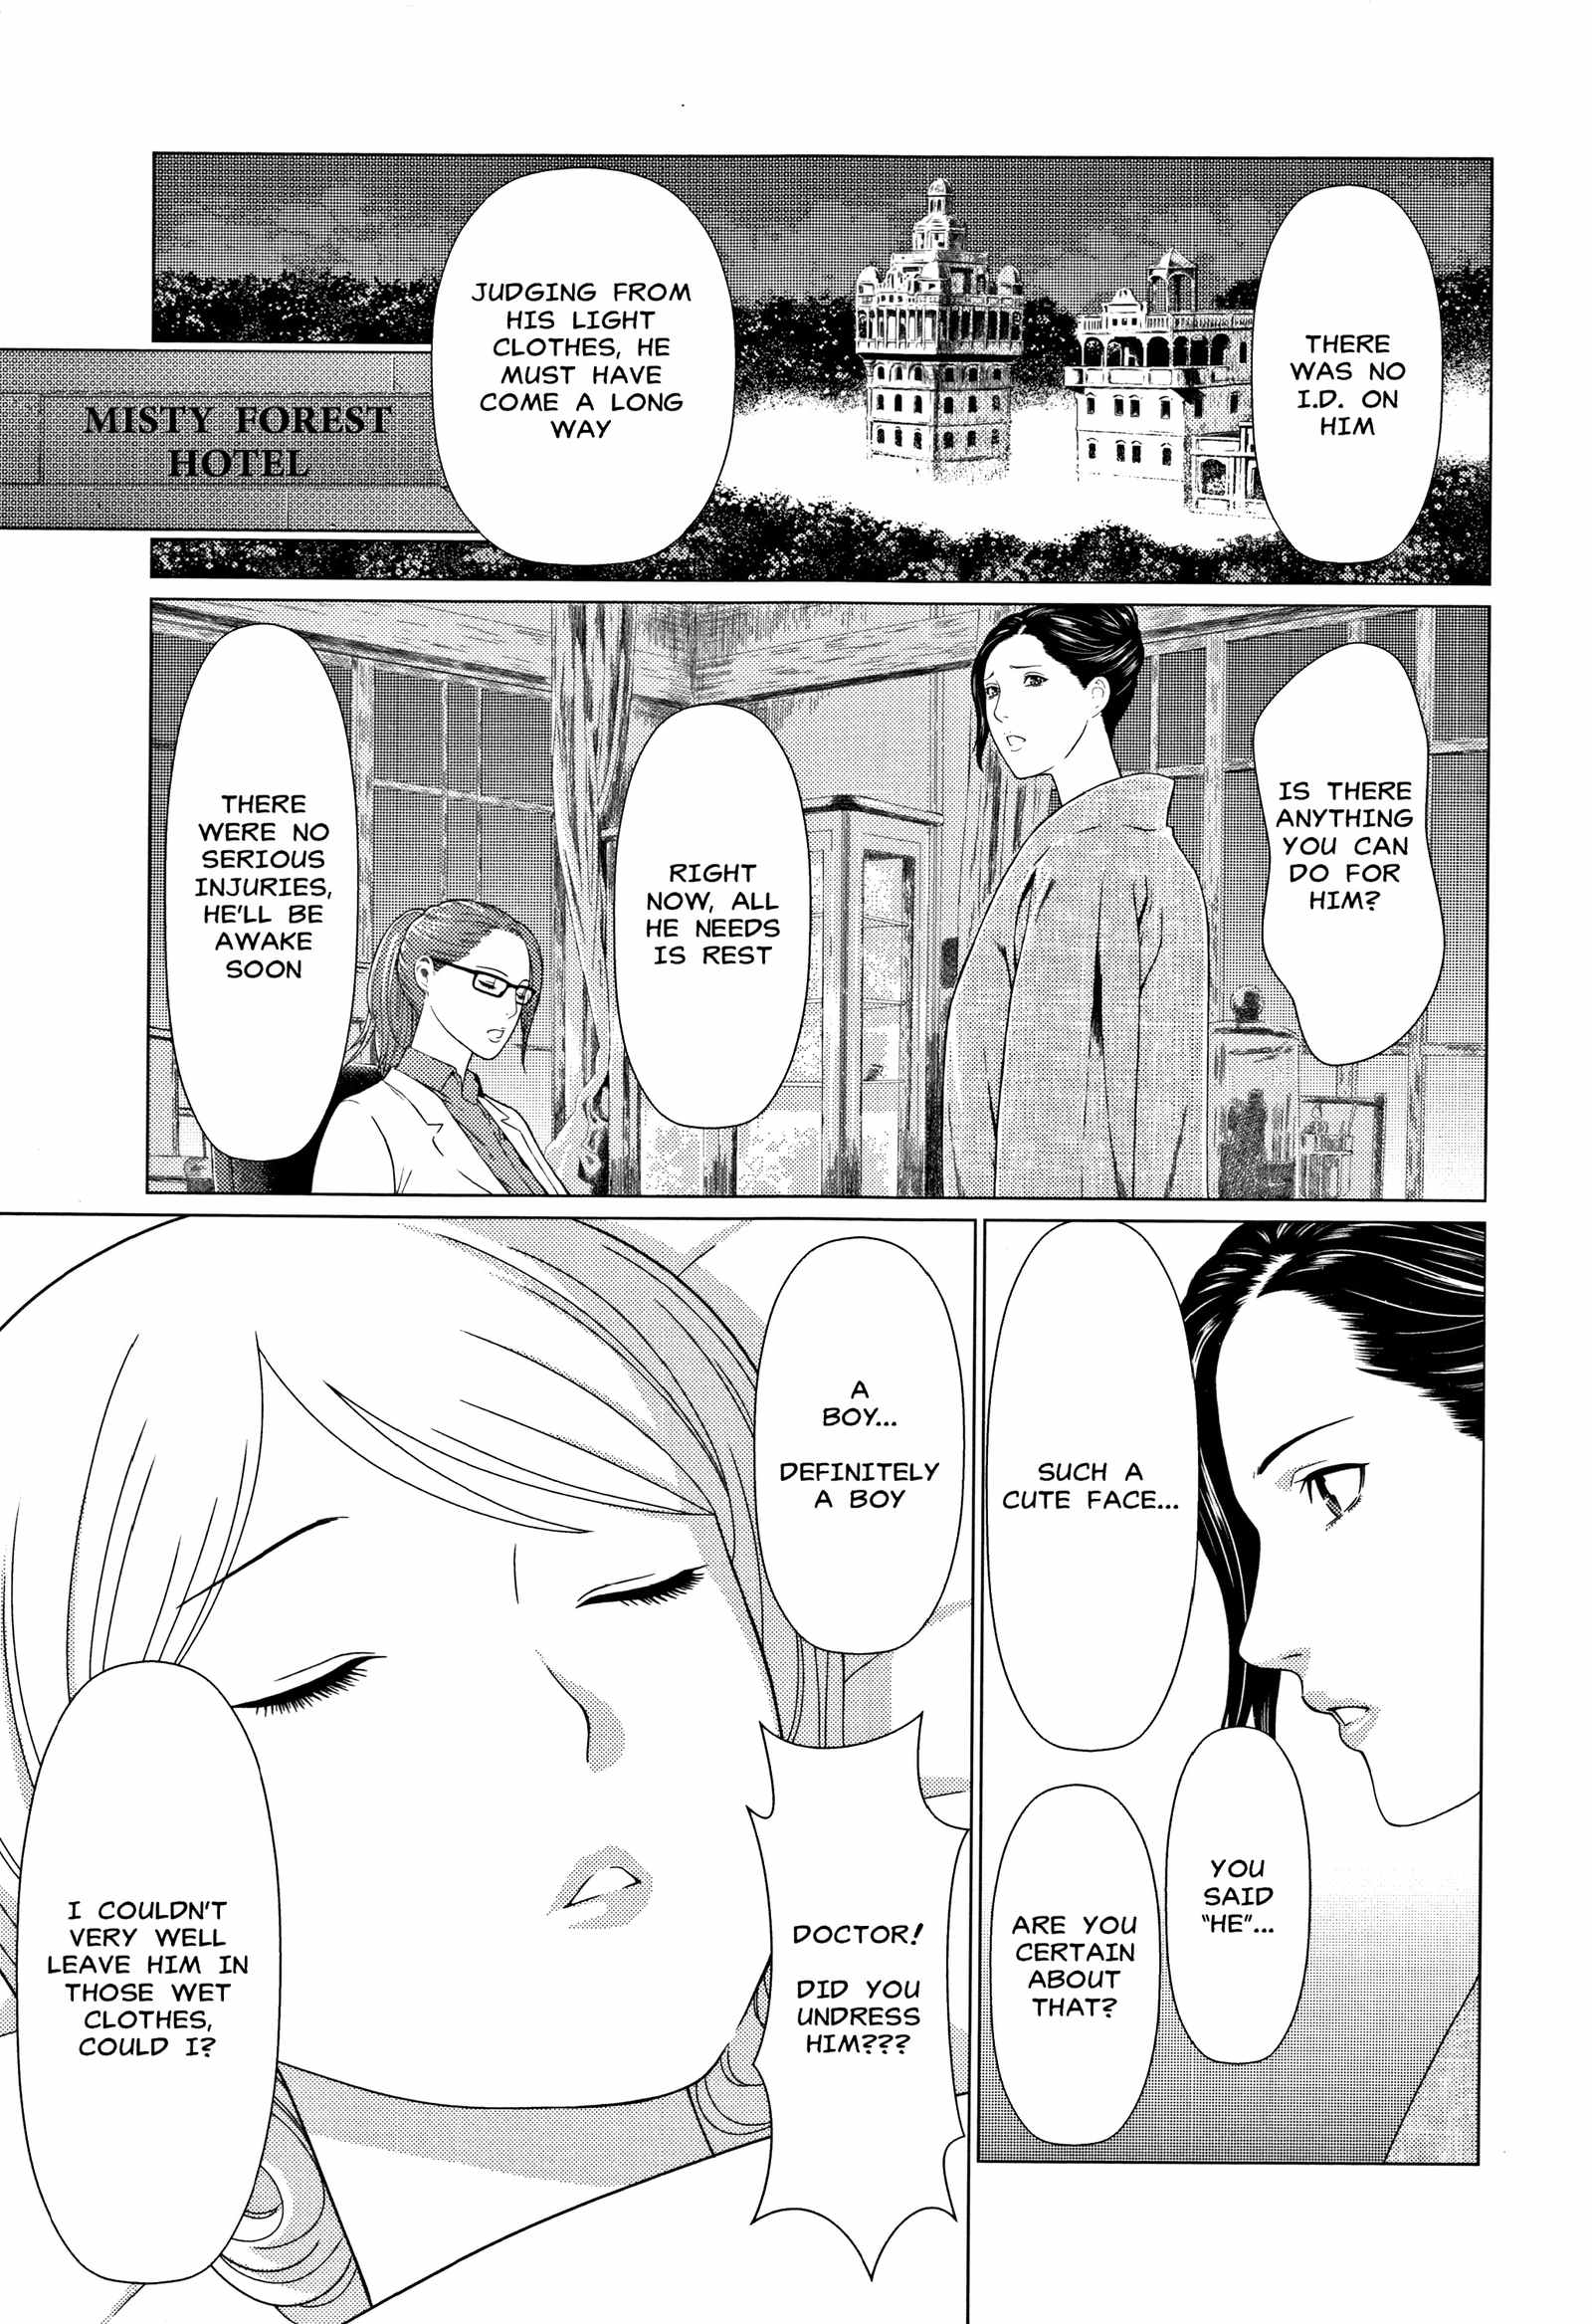 THERE
WAS NO
I.D. ON
HIM
JUDGING FROM
HIS LIGHT
CLOTHES, HE
MUST HAVE
COME A LONG
WAY
MISTY FOREST
HOTEL
IS THERE
ANYTHING
YOU CAN
DO FOR
HIM?
RIGHT
NOW, ALL
HE NEEDS
IS REST
THERE
WERE NO
SERIOUS
INJURIES,
HE'LL BE
AWAKE
SOON
SUCH A
CUTE FACE...
YOU
SAID
"HE"...
ARE YOU
CERTAIN
ABOUT
THAT?
A
BOY...
DEFINITELY
A BOY
DOCTOR!
DID YOU
UNDRESS
HIM???
I COULDN'T
VERY WELL
LEAVE HIM IN
THOSE WET
CLOTHES,
COULD I?